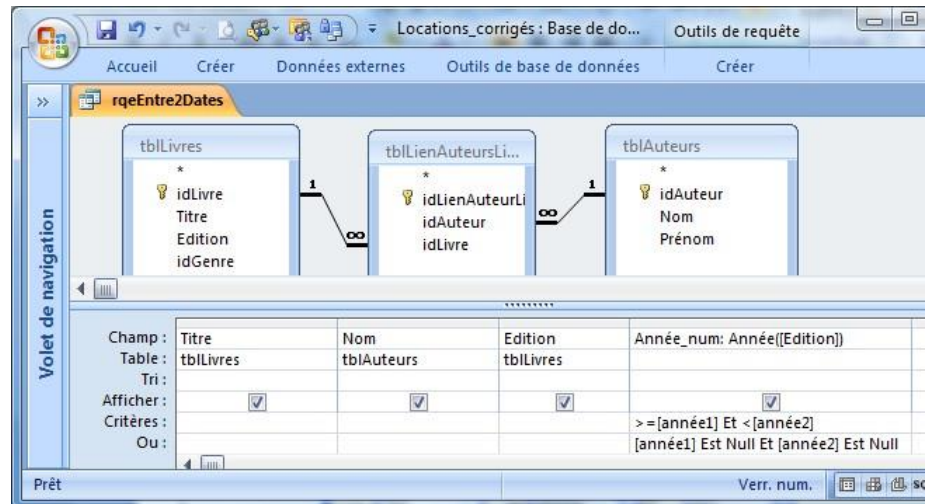 Locations_corrigés : Base de do... Outils de requête
Accueil Créer Données externes Outils de base de données Créer
rqeEntre2Dates
Volet de navigation
tblLivres
*
idLivre
Titre
Edition
idGenre
tblLienAuteursLi...
*
idLienAuteurLi
idAuteur
idLivre
tblAuteurs
*
idAuteur
Nom
Prénom
1 ∞ ∞ 1
Champ : Titre Nom Edition Année_num: Année([Edition])
Table : tblLivres tblAuteurs tblLivres
Tri :
Afficher :
Critères : >=[année1] Et <[année2]
Ou : [année1] Est Null Et [année2] Est Null
Prêt Verr. num.